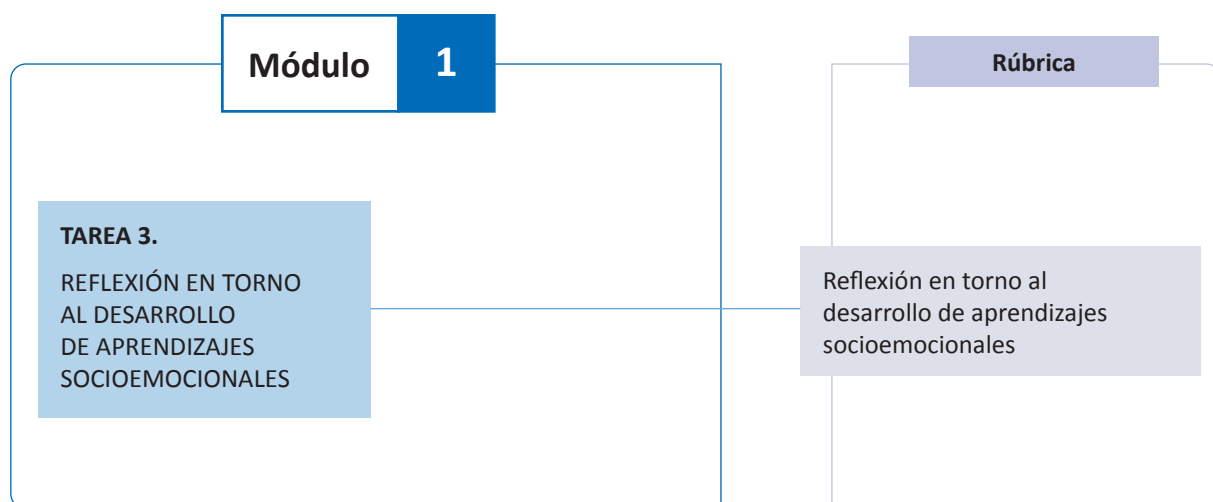 Módulo 1
Rúbrica
TAREA 3.
REFLEXIÓN EN TORNO
AL DESARROLLO
DE APRENDIZAJES
SOCIOEMOCIONALES
Reflexión en torno al
desarrollo de aprendizajes
socioemocionales